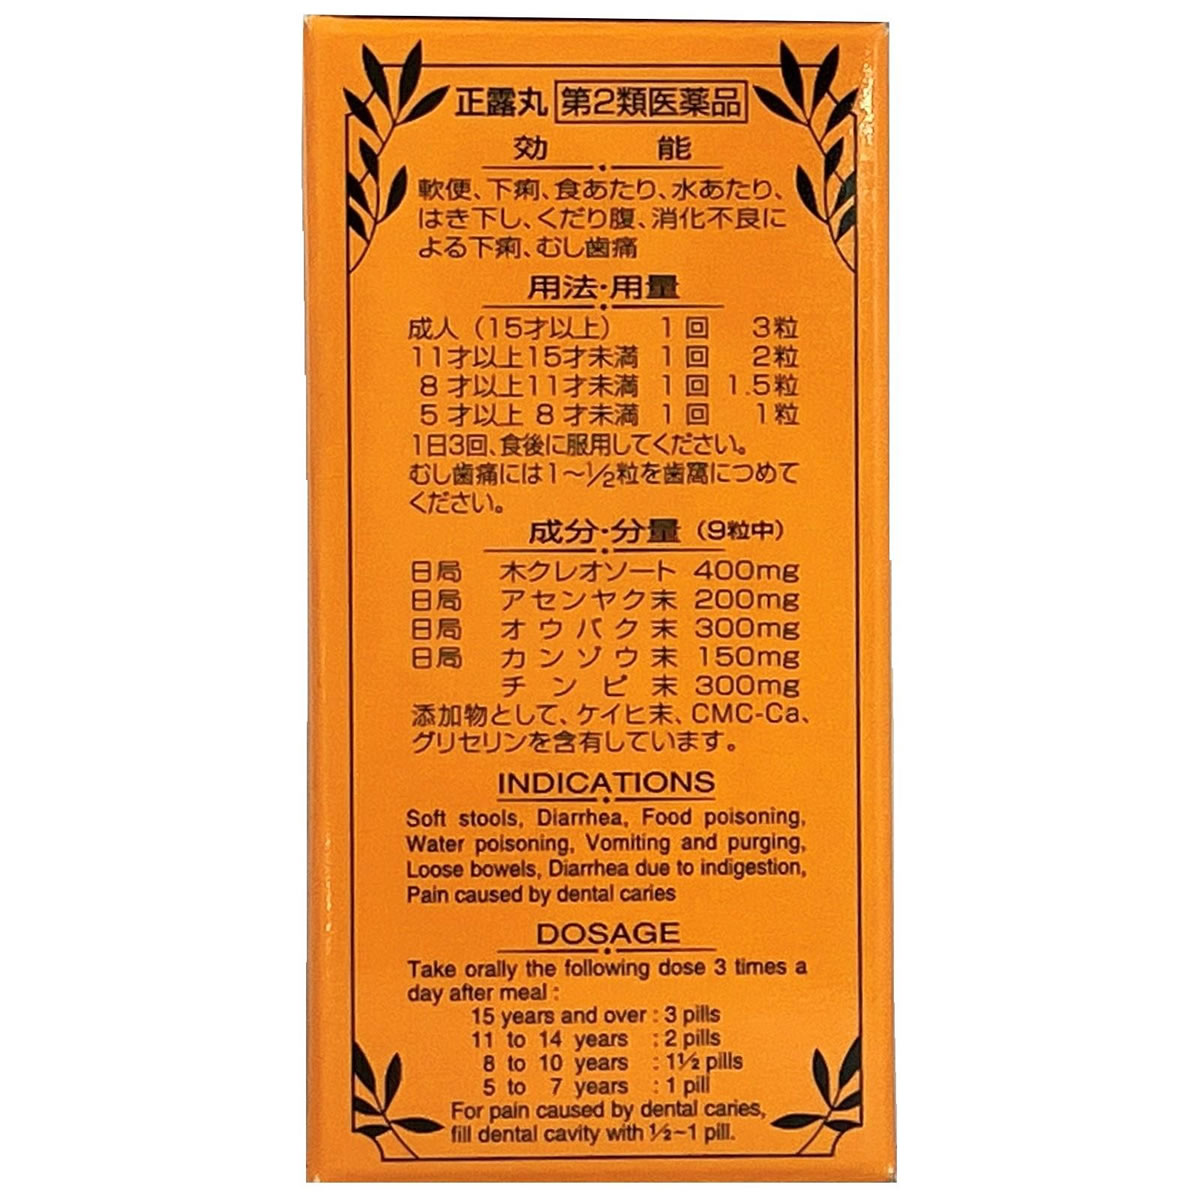 正露丸 第2類医薬品
効能
軟便、下痢、食あたり、水あたり、
はき下し、くだり腹、消化不良に
よる下痢、むし歯痛
用法・用量
成人（15才以上） 1回 3粒
11才以上15才未満 1回 2粒
8才以上11才未満 1回 1.5粒
5才以上 8才未満 1回 1粒
1日3回、食後に服用してください。
むし歯痛には1～1/2粒を歯窩につめて
ください。
成分・分量（9粒中）
日局 木クレオソート 400mg
日局 アセンヤク末 200mg
日局 オウバク末 300mg
日局 カンゾウ末 150mg
チンピ末 300mg
添加物として、ケイヒ末、CMC-Ca、
グリセリンを含有しています。
INDICATIONS
Soft stools, Diarrhea, Food poisoning,
Water poisoning, Vomiting and purging,
Loose bowels, Diarrhea due to indigestion,
Pain caused by dental caries
DOSAGE
Take orally the following dose 3 times a
day after meal :
15 years and over : 3 pills
11 to 14 years : 2 pills
8 to 10 years : 1½ pills
5 to 7 years : 1 pill
For pain caused by dental caries,
fill dental cavity with ½~1 pill.